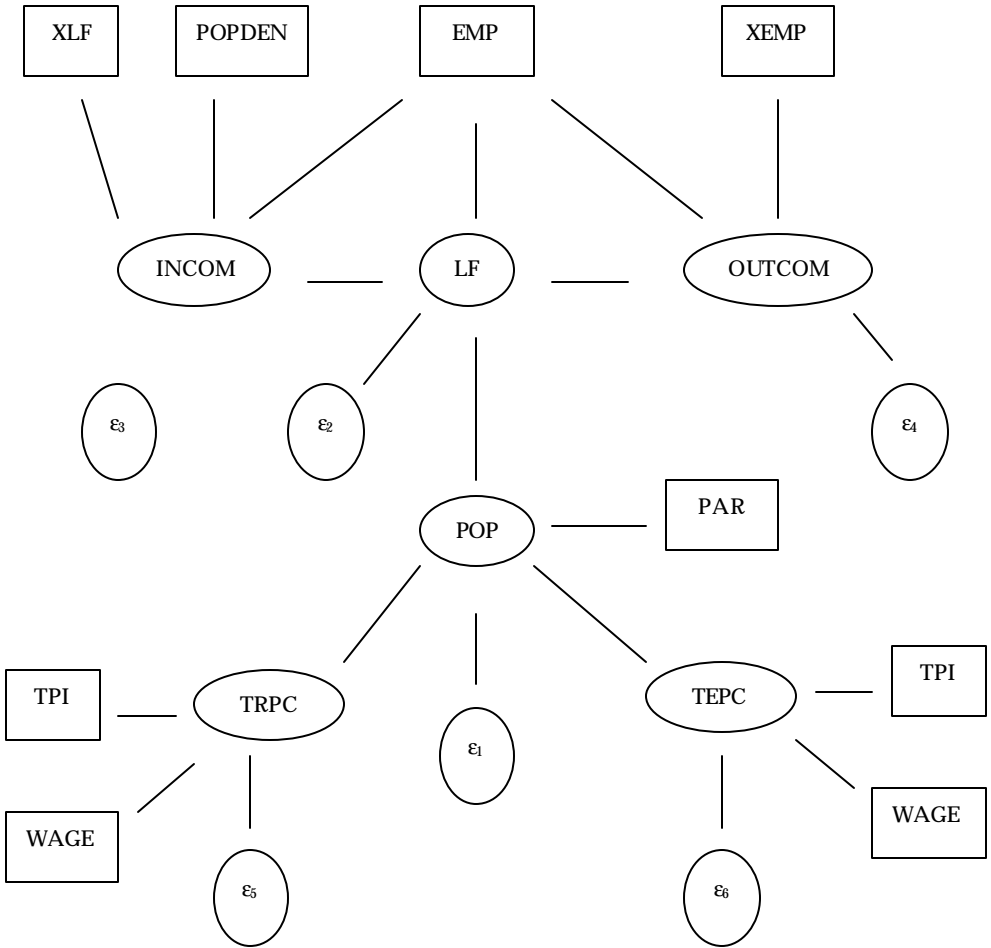 XLF
POPDEN
EMP
XEMP
INCOM
LF
OUTCOM
ε₃
ε₂
ε₄
PAR
POP
TPI
TRPC
TEPC
TPI
ε₁
WAGE
WAGE
ε₅
ε₆